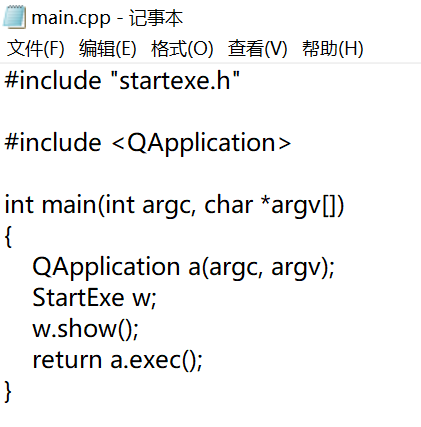 main.cpp - 记事本
文件(F) 编辑(E) 格式(O) 查看(V) 帮助(H)
#include "startexe.h"
#include <QApplication>
int main(int argc, char *argv[])
{
    QApplication a(argc, argv);
    StartExe w;
    w.show();
    return a.exec();
}